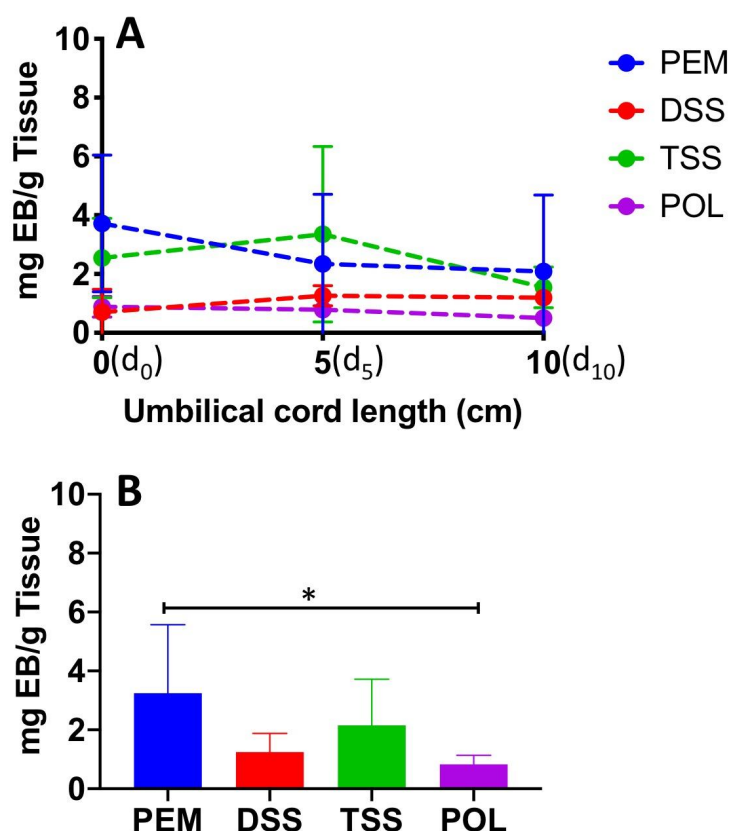 A
10
8
6
4
2
0
mg EB/g Tissue
0(d0) 5(d5) 10(d10)
Umbilical cord length (cm)
PEM
DSS
TSS
POL
B
10
8
6
4
2
0
mg EB/g Tissue
*
PEM DSS TSS POL